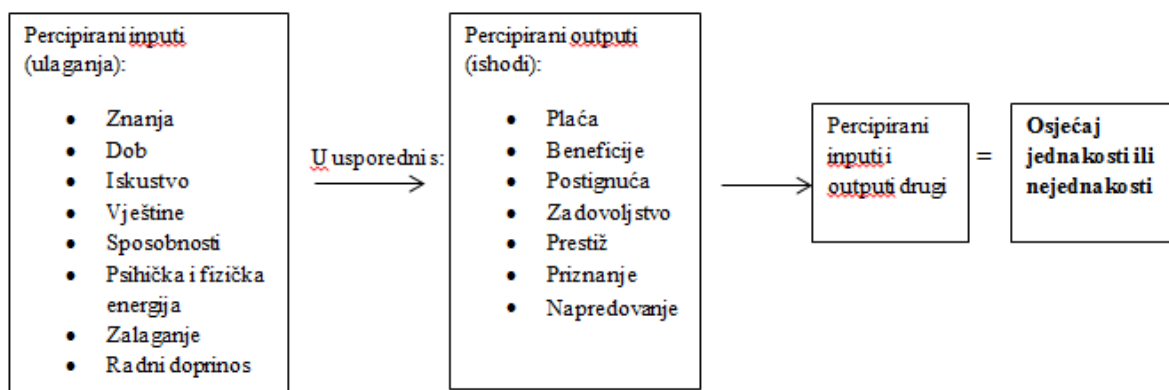 Percipirani inputi
(ulaganja):
Znanja
Dob
Iskustvo
Vještine
Sposobnosti
Psihička i fizička
energija
Zalaganje
Radni doprinos
U usporedni s:
Percipirani outputi
(ishodi):
Plaća
Beneficije
Postignuća
Zadovoljstvo
Prestiž
Priznanje
Napredovanje
Percipirani
inputi i
outputi drugi
=
Osjećaj
jednakosti ili
nejednakosti